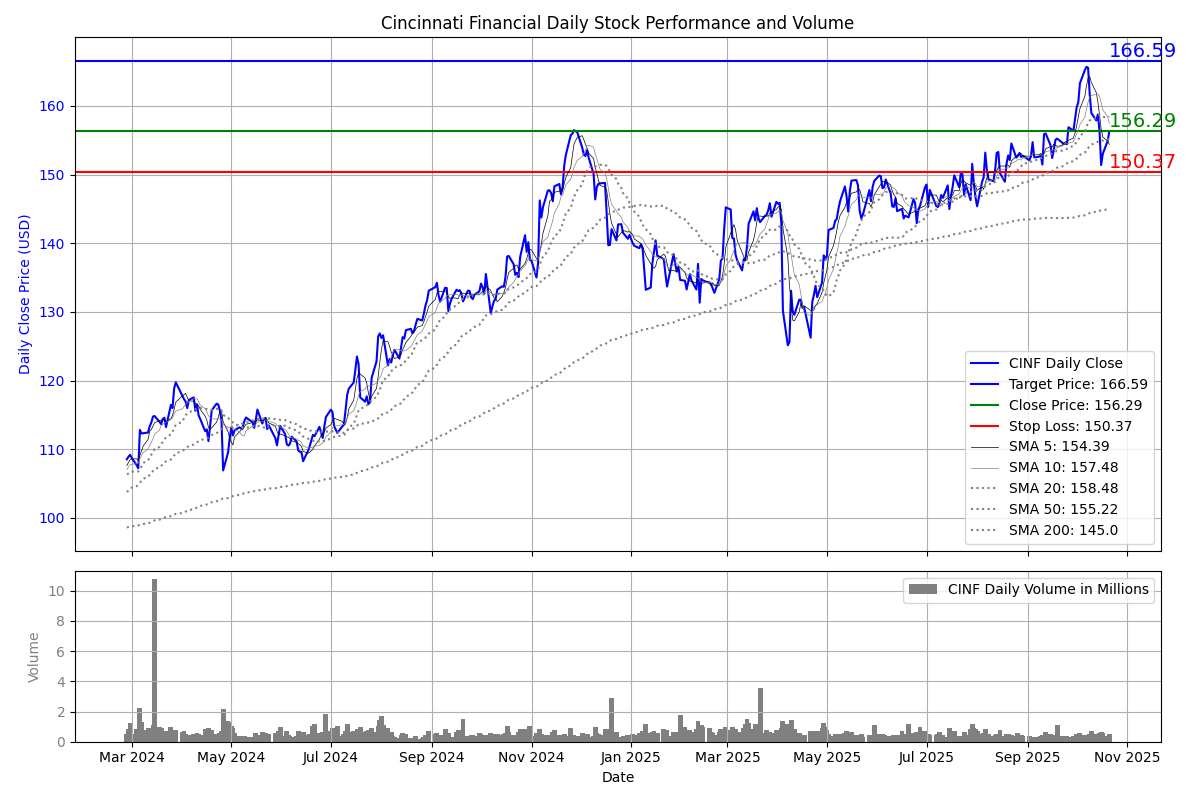 Cincinnati Financial Daily Stock Performance and Volume
166.59
156.29
150.37
160
150
140
130
120
110
100
Daily Close Price (USD)
CINF Daily Close
Target Price: 166.59
Close Price: 156.29
Stop Loss: 150.37
SMA 5: 154.39
SMA 10: 157.48
SMA 20: 158.48
SMA 50: 155.22
SMA 200: 145.0
10
8
6
4
2
0
Volume
CINF Daily Volume in Millions
Mar 2024 May 2024 Jul 2024 Sep 2024 Nov 2024 Jan 2025 Mar 2025 May 2025 Jul 2025 Sep 2025 Nov 2025
Date